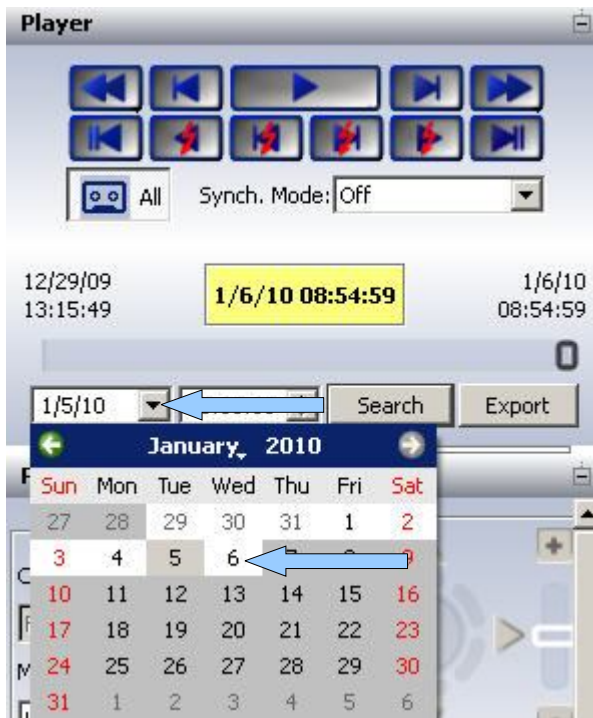 Player
All Synch. Mode: Off
12/29/09 1/6/10 08:54:59 1/6/10
13:15:49 08:54:59
1/5/10 Search Export
January 2010
Sun Mon Tue Wed Thu Fri Sat
27 28 29 30 31 1 2
3 4 5 6 9
10 11 12 13 14 15 16
17 18 19 20 21 22 23
24 25 26 27 28 29 30
31 1 2 3 4 5 6